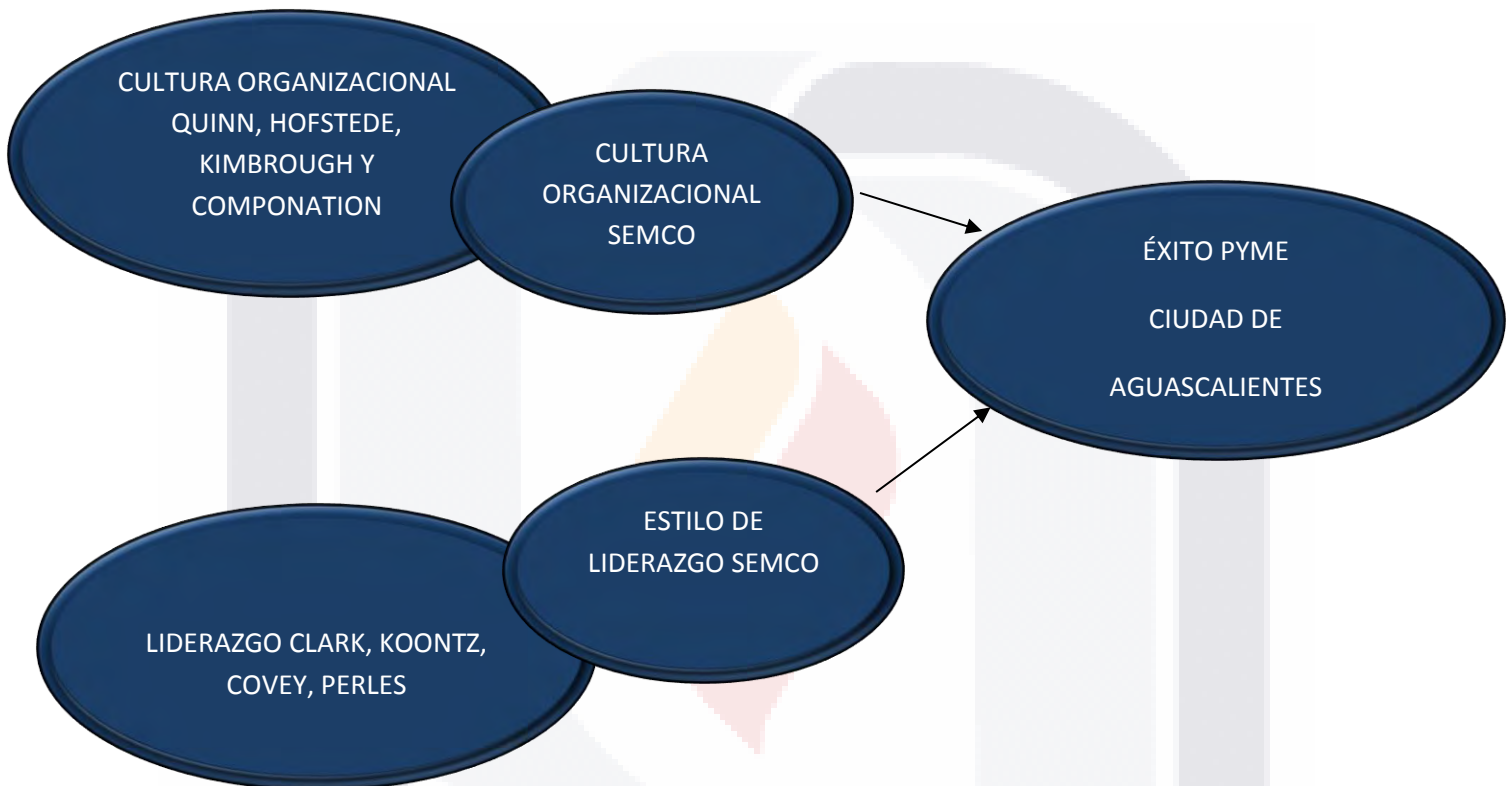 CULTURA ORGANIZACIONAL
QUINN, HOFSTEDE,
KIMBROUGH Y
COMPONATION
CULTURA
ORGANIZACIONAL
SEMCO
ÉXITO PYME
CIUDAD DE
AGUASCALIENTES
ESTILO DE
LIDERAZGO SEMCO
LIDERAZGO CLARK, KOONTZ,
COVEY, PERLES